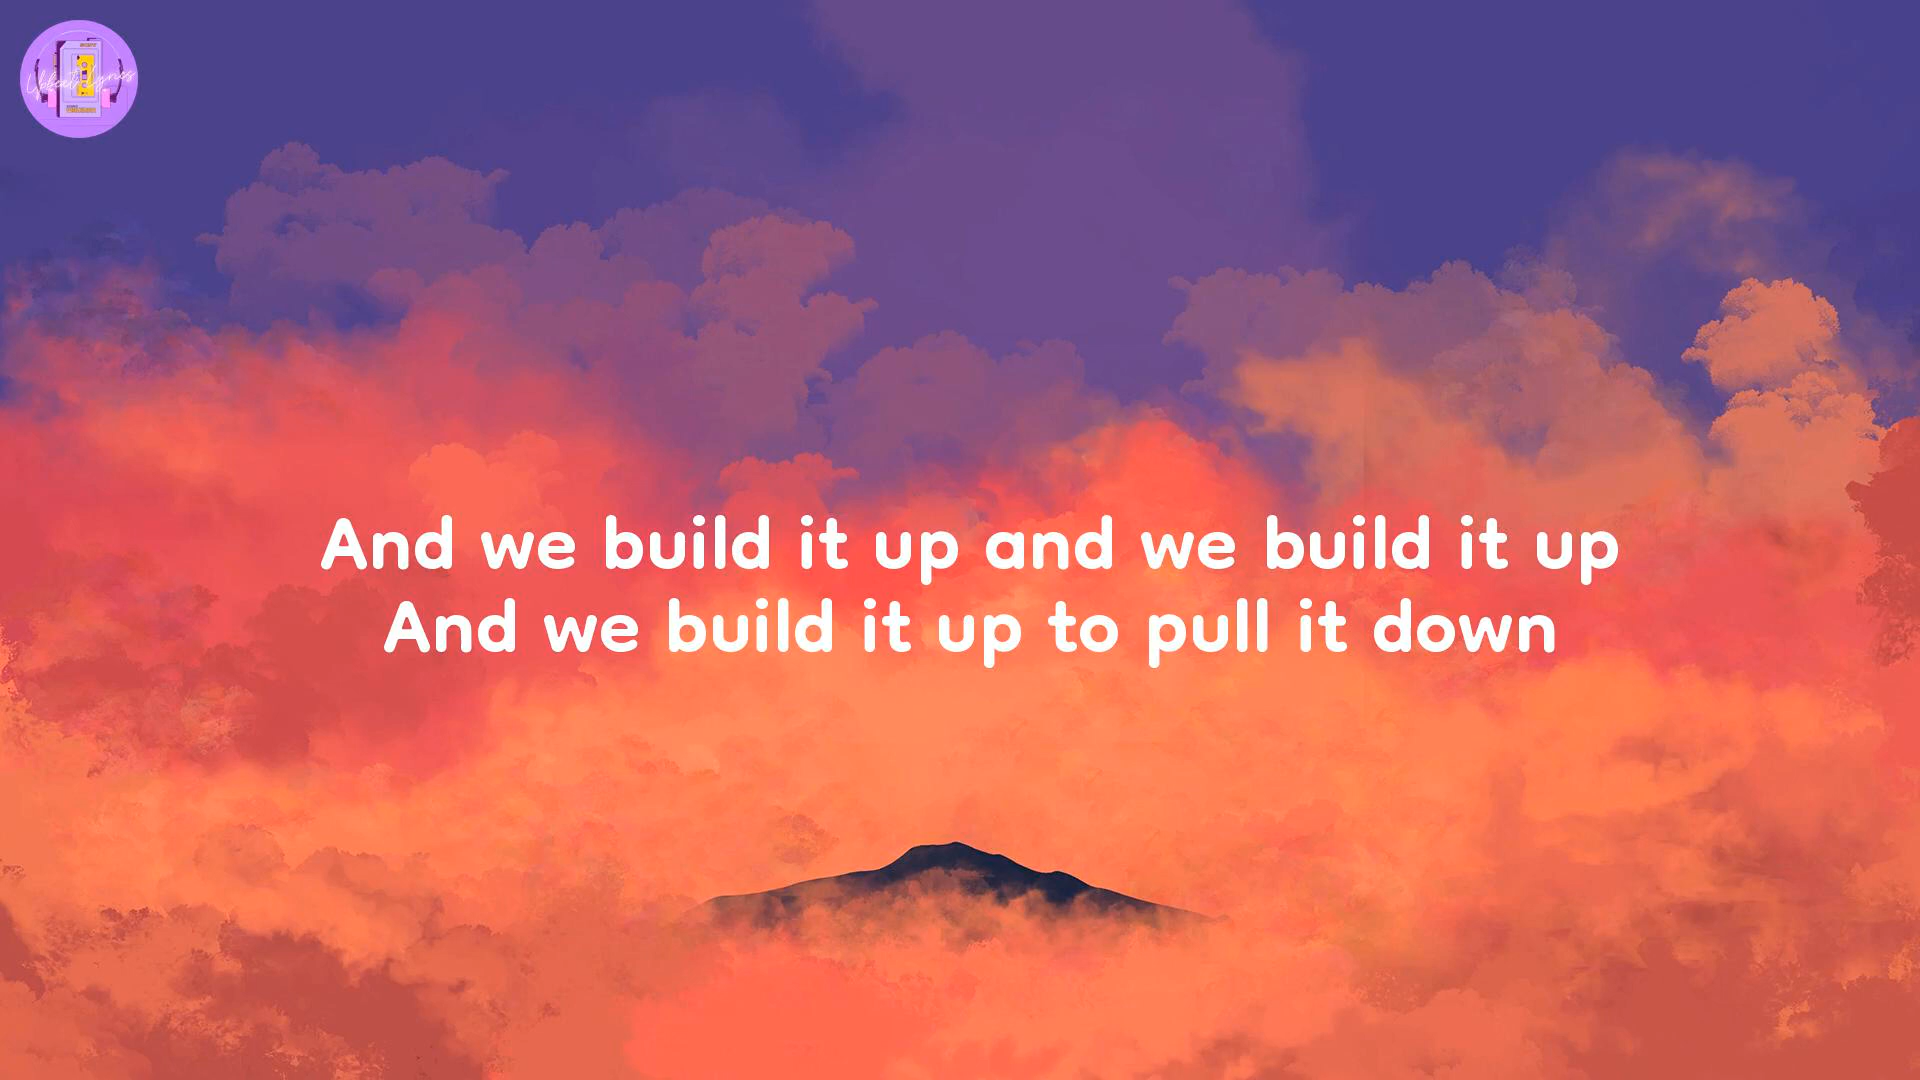 And we build it up and we build it up
And we build it up to pull it down